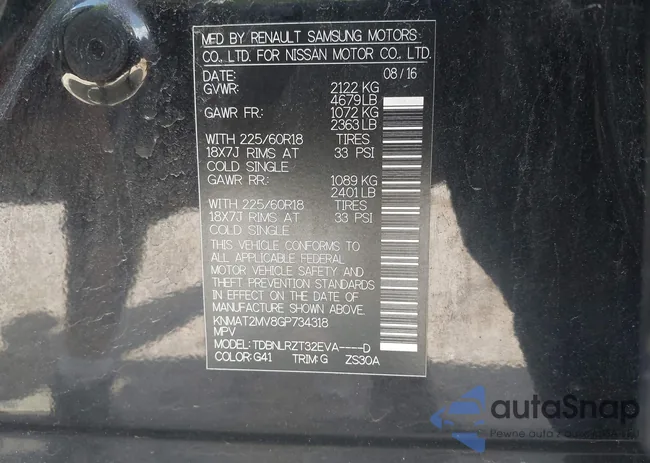 MFD BY RENAULT SAMSUNG MOTORS
CO., LTD. FOR NISSAN MOTOR CO., LTD.
DATE: 08/16
GVWR: 2122 KG
4679LB
GAWR FR: 1072 KG
2363 LB
WITH 225/60R18 TIRES
18X7J RIMS AT 33 PSI
COLD SINGLE
GAWR RR: 1089 KG
2401 LB
WITH 225/60R18 TIRES
18X7J RIMS AT 33 PSI
COLD SINGLE
THIS VEHICLE CONFORMS TO
ALL APPLICABLE FEDERAL
MOTOR VEHICLE SAFETY AND
THEFT PREVENTION STANDARDS
IN EFFECT ON THE DATE OF
MANUFACTURE SHOWN ABOVE.
KNMAT2MV8GP734318
MPV
MODEL: TDBNLRZT32EVA----D
COLOR: G41 TRIM: G ZS30A
autoSnap
Pewne auto z